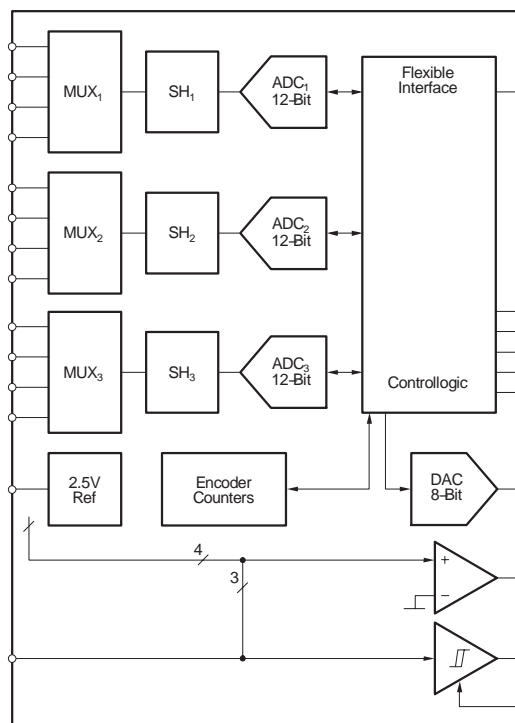 MUX₁
SH₁
ADC₁
12-Bit
Flexible
Interface
MUX₂
SH₂
ADC₂
12-Bit
MUX₃
SH₃
ADC₃
12-Bit
Controllogic
2.5V
Ref
Encoder
Counters
DAC
8-Bit
4
3
+
−